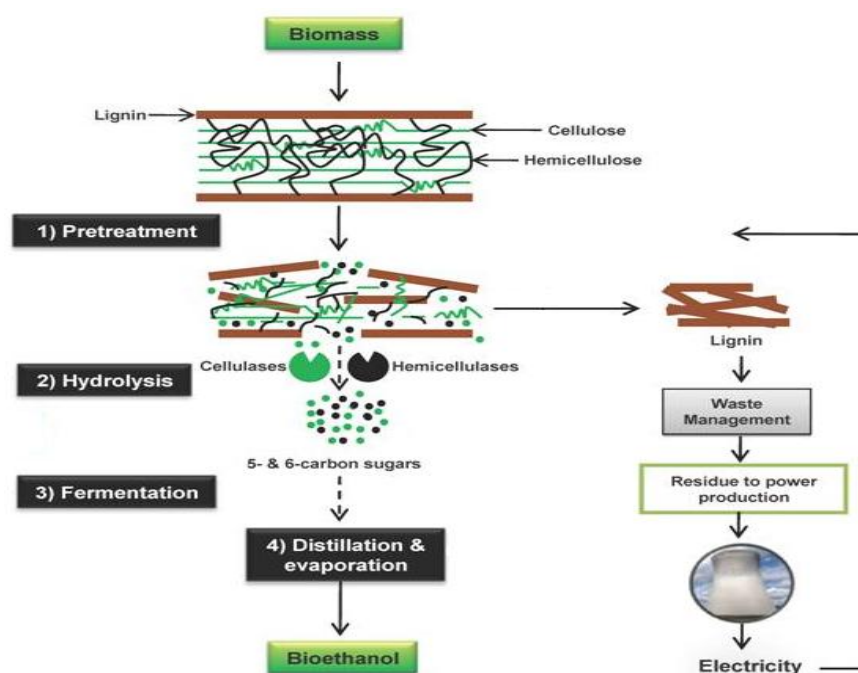 Biomass
Lignin
Cellulose
Hemicellulose
1) Pretreatment
Lignin
Cellulases
Hemicellulases
2) Hydrolysis
Waste
Management
5- & 6-carbon sugars
3) Fermentation
Residue to power
production
4) Distillation &
evaporation
Bioethanol
Electricity